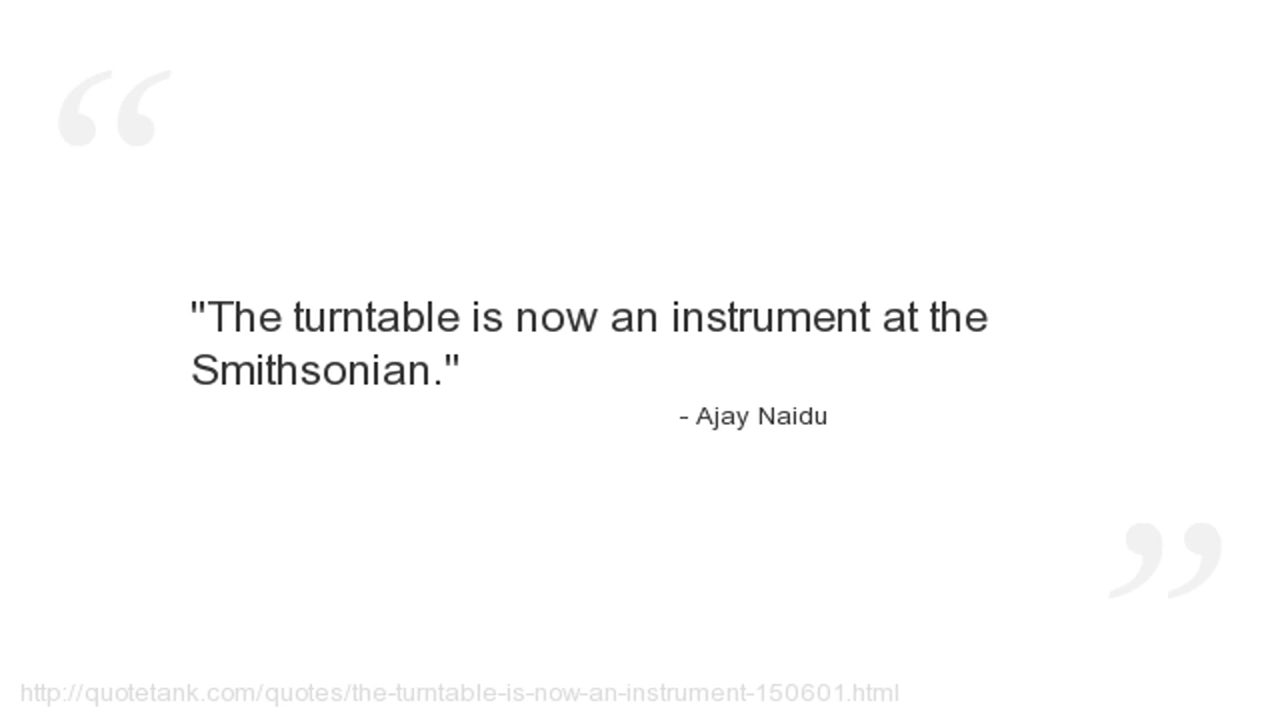 "The turntable is now an instrument at the
Smithsonian."
- Ajay Naidu
http://quotetank.com/quotes/the-turntable-is-now-an-instrument-150601.html